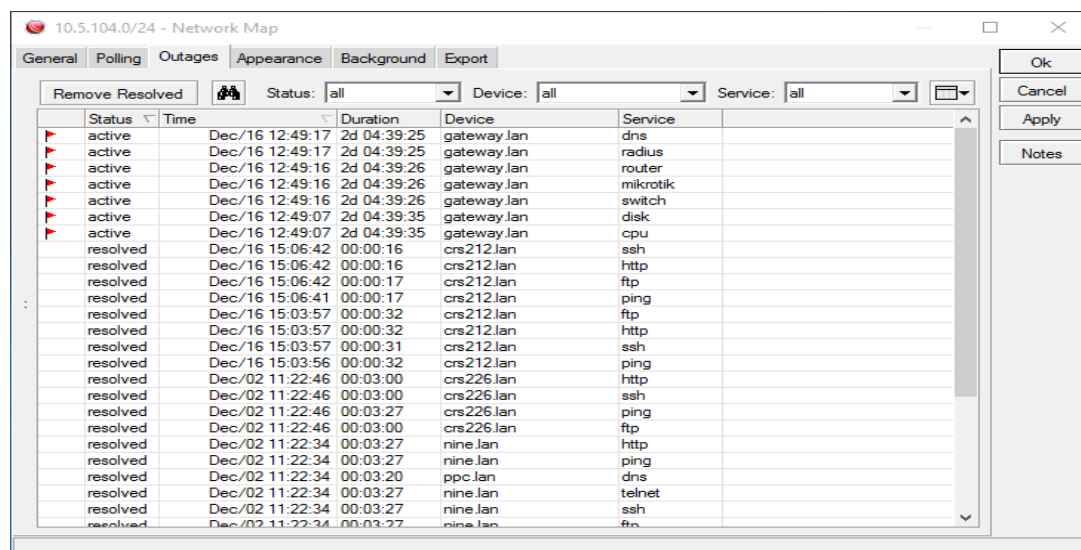 10.5.104.0/24 - Network Map
General Polling Outages Appearance Background Export
Ok
Remove Resolved Status: all Device: all Service: all
Cancel
Apply
Notes
Status Time Duration Device Service
active Dec/16 12:49:17 2d 04:39:25 gateway.lan dns
active Dec/16 12:49:17 2d 04:39:25 gateway.lan radius
active Dec/16 12:49:16 2d 04:39:26 gateway.lan router
active Dec/16 12:49:16 2d 04:39:26 gateway.lan mikrotik
active Dec/16 12:49:16 2d 04:39:26 gateway.lan switch
active Dec/16 12:49:07 2d 04:39:35 gateway.lan disk
active Dec/16 12:49:07 2d 04:39:35 gateway.lan cpu
resolved Dec/16 15:06:42 00:00:16 crs212.lan ssh
resolved Dec/16 15:06:42 00:00:16 crs212.lan http
resolved Dec/16 15:06:42 00:00:17 crs212.lan ftp
resolved Dec/16 15:06:41 00:00:17 crs212.lan ping
resolved Dec/16 15:03:57 00:00:32 crs212.lan ftp
resolved Dec/16 15:03:57 00:00:32 crs212.lan http
resolved Dec/16 15:03:57 00:00:31 crs212.lan ssh
resolved Dec/16 15:03:56 00:00:32 crs212.lan ping
resolved Dec/02 11:22:46 00:03:00 crs226.lan http
resolved Dec/02 11:22:46 00:03:00 crs226.lan ssh
resolved Dec/02 11:22:46 00:03:27 crs226.lan ping
resolved Dec/02 11:22:46 00:03:00 crs226.lan ftp
resolved Dec/02 11:22:34 00:03:27 nine.lan http
resolved Dec/02 11:22:34 00:03:27 nine.lan ping
resolved Dec/02 11:22:34 00:03:20 ppc.lan dns
resolved Dec/02 11:22:34 00:03:27 nine.lan telnet
resolved Dec/02 11:22:34 00:03:27 nine.lan ssh
resolved Dec/02 11:22:34 00:03:27 nine.lan ftp